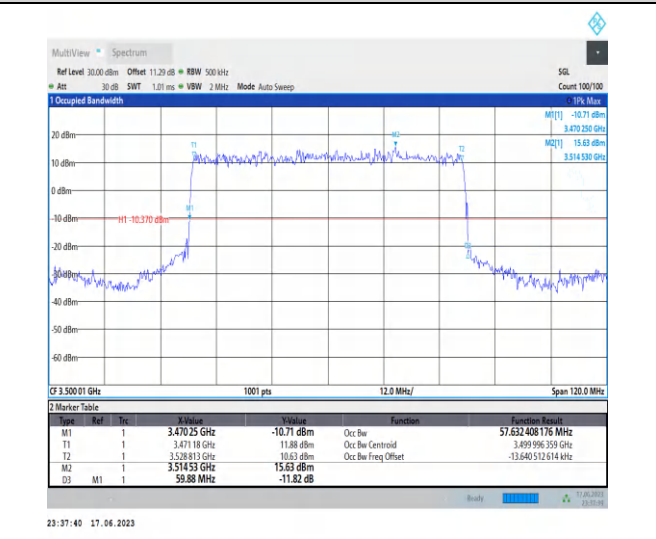 MultiView Spectrum
Ref Level 30.00 dBm Offset 11.29 dB RBW 500 kHz SGL
Att 30 dB SWT 1.01 ms VBW 2 MHz Mode Auto Sweep Count 100/100
1 Occupied Bandwidth 1Pk Max
M1[1] -10.71 dBm
3.470 250 GHz
M2[1] 15.63 dBm
3.514 530 GHz
20 dBm
M2
T1
T2
10 dBm
0 dBm
M1
-10 dBm
H1 -10.370 dBm
-20 dBm
D3
-30 dBm
-40 dBm
-50 dBm
-60 dBm
CF 3.500 01 GHz 1001 pts 12.0 MHz/ Span 120.0 MHz
2 Marker Table
Type Ref Trc X-Value Y-Value Function Function Result
M1 1 3.470 25 GHz -10.71 dBm Occ Bw 57.632 408 176 MHz
T1 1 3.471 18 GHz 11.88 dBm Occ Bw Centroid 3.499 996 359 GHz
T2 1 3.528 813 GHz 10.63 dBm Occ Bw Freq Offset -13.640 512 614 kHz
M2 1 3.514 53 GHz 15.63 dBm
D3 M1 1 59.88 MHz -11.82 dB
Ready 17.06.2023
23:37:40
23:37:40 17.06.2023